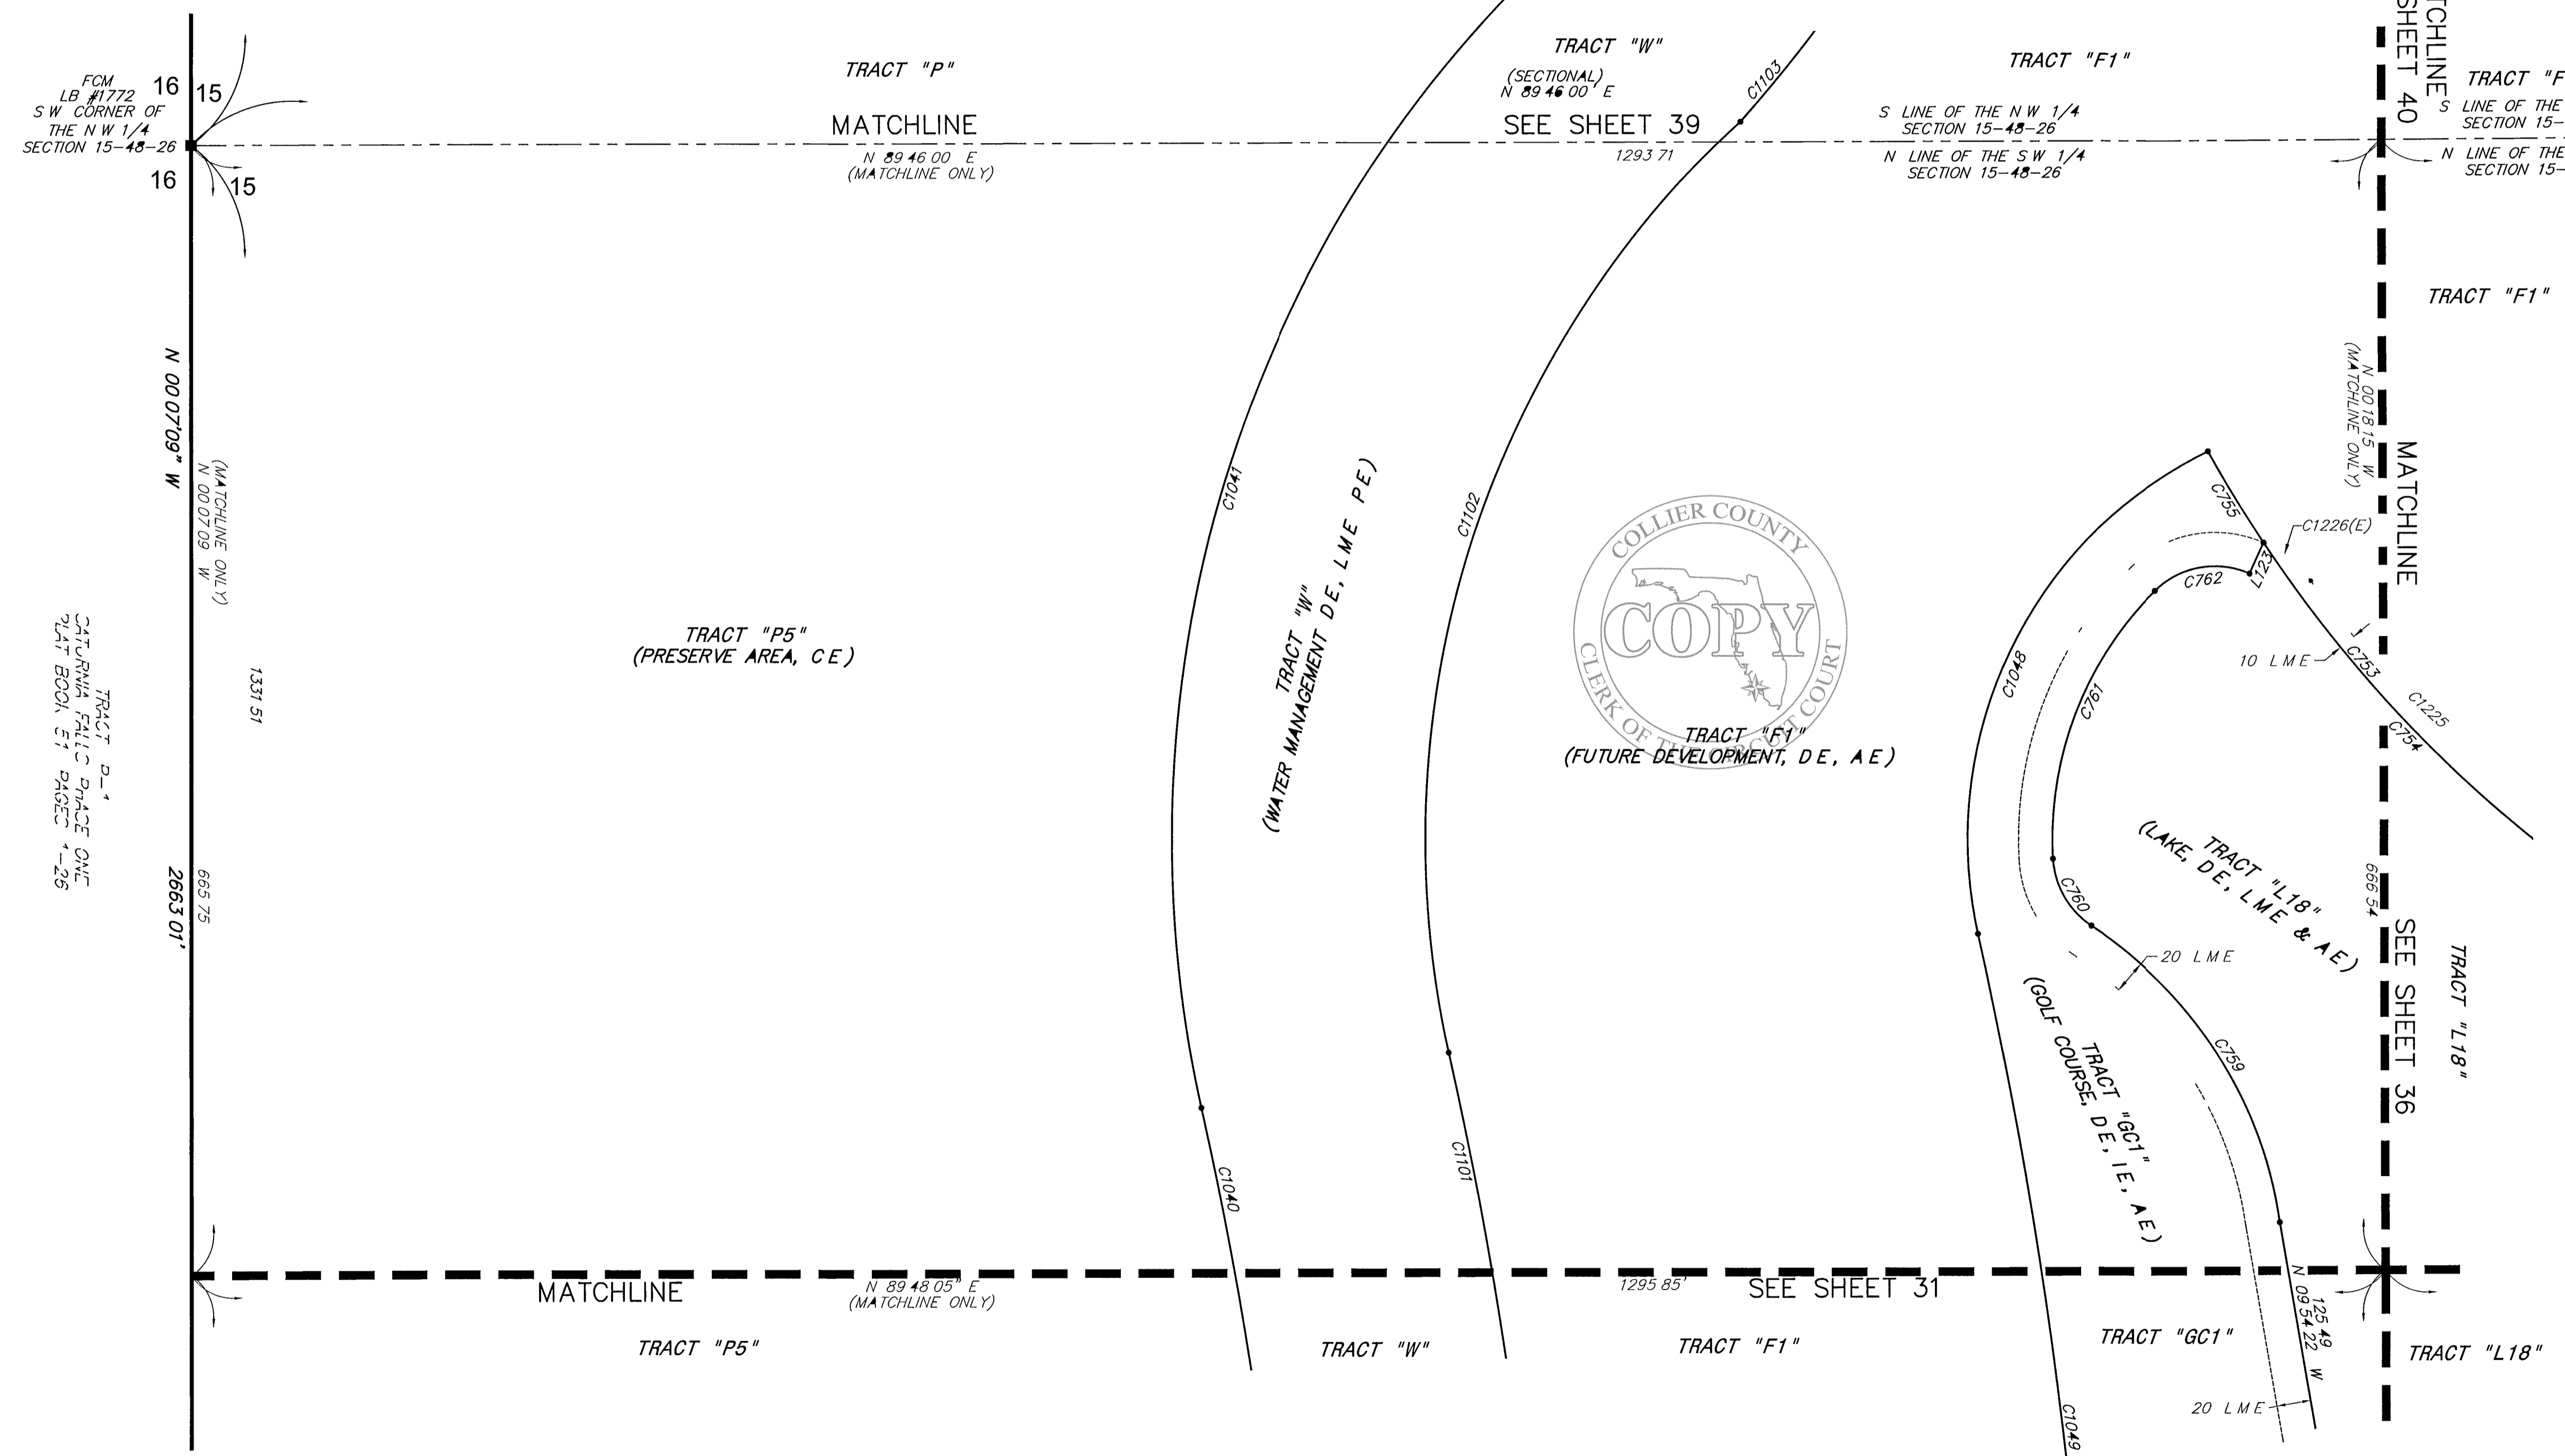 TRACT "P"
TRACT "W"
(SECTIONAL)
N 89 46 00' E
C1103
TRACT "F1"
TCHLINE
SHEET 40
TRACT "F
S LINE OF THE
SECTION 15-
N LINE OF THE
SECTION 15-
FCM
LB #1772
S W CORNER OF
THE N W 1/4
SECTION 15-48-26
16
15
16
15
MATCHLINE
N 89 46 00 E
(MATCHLINE ONLY)
SEE SHEET 39
1293 71
S LINE OF THE N W 1/4
SECTION 15-48-26
N LINE OF THE S W 1/4
SECTION 15-48-26
TRACT "F1"
N 00 18 15 W
(MATCHLINE ONLY)
MATCHLINE
N 00 07'09" W
(MATCHLINE ONLY)
N 00 07 09 W
1331 51
665 75
2663 01'
PAGES
TRACT "P5"
(PRESERVE AREA, C E)
C1041
TRACT "W"
(WATER MANAGEMENT D E, L M E P E)
C1102
COLLIER COUNTY
COPY
CLERK OF THE CIRCUIT COURT
TRACT "F1"
(FUTURE DEVELOPMENT, D E, A E)
C755
C1226(E)
L123
C762
C1048
C761
10 L M E
C753
C1225
C754
TRACT "L18"
(LAKE, D E, L M E & A E)
666 54
SEE SHEET 36
TRACT "L18"
C760
20 L M E
C759
TRACT "GC1"
(GOLF COURSE, D E, I E, A E)
C1040
C1101
MATCHLINE
N 89 48 05" E
(MATCHLINE ONLY)
1295 85'
SEE SHEET 31
TRACT "P5"
TRACT "W"
TRACT "F1"
TRACT "GC1"
125 49
N 09 54 22 W
TRACT "L18"
20 L M E
C1049